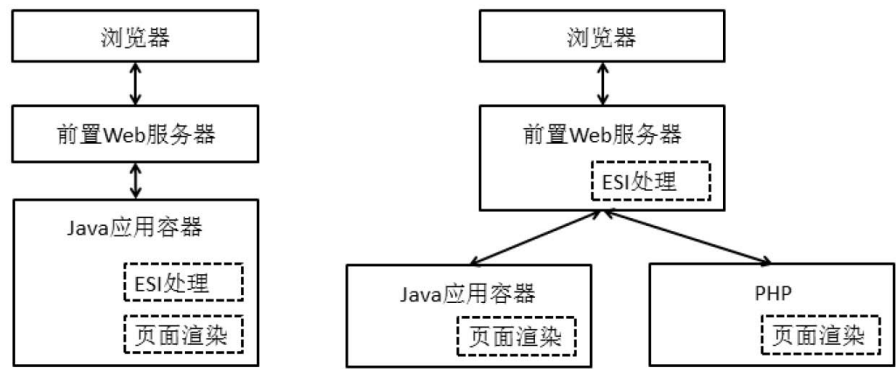 浏览器
前置Web服务器
Java应用容器
ESI处理
页面渲染
浏览器
前置Web服务器
ESI处理
Java应用容器
页面渲染
PHP
页面渲染